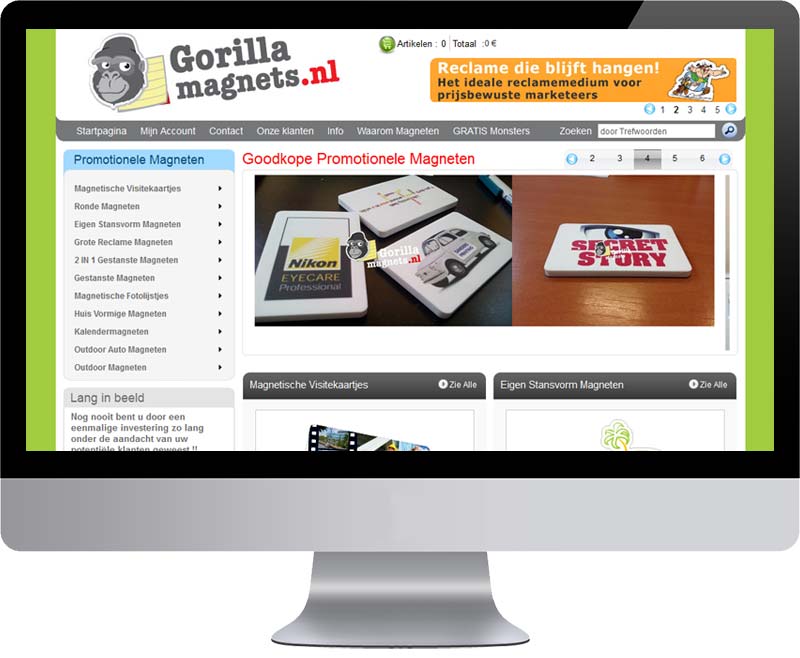 Gorilla
magnets.nl
Artikelen : 0 Totaal :0 €
Reclame die blijft hangen!
Het ideale reclamemedium voor
prijsbewuste marketeers
1 2 3 4 5
Startpagina Mijn Account Contact Onze klanten Info Waarom Magneten GRATIS Monsters Zoeken door Trefwoorden
Promotionele Magneten
Magnetische Visitekaartjes
Ronde Magneten
Eigen Stansvorm Magneten
Grote Reclame Magneten
2 IN 1 Gestanste Magneten
Gestanste Magneten
Magnetische Fotolijstjes
Huis Vormige Magneten
Kalendermagneten
Outdoor Auto Magneten
Outdoor Magneten
Lang in beeld
Nog nooit bent u door een
eenmalige investering zo lang
onder de aandacht van uw
potentiële klanten geweest !!
Goodkope Promotionele Magneten
2 3 4 5 6
Nikon
EYECARE
Professional
Gorilla
magnets.nl
SECRET
STORY
Magnetische Visitekaartjes Zie Alle
Eigen Stansvorm Magneten Zie Alle